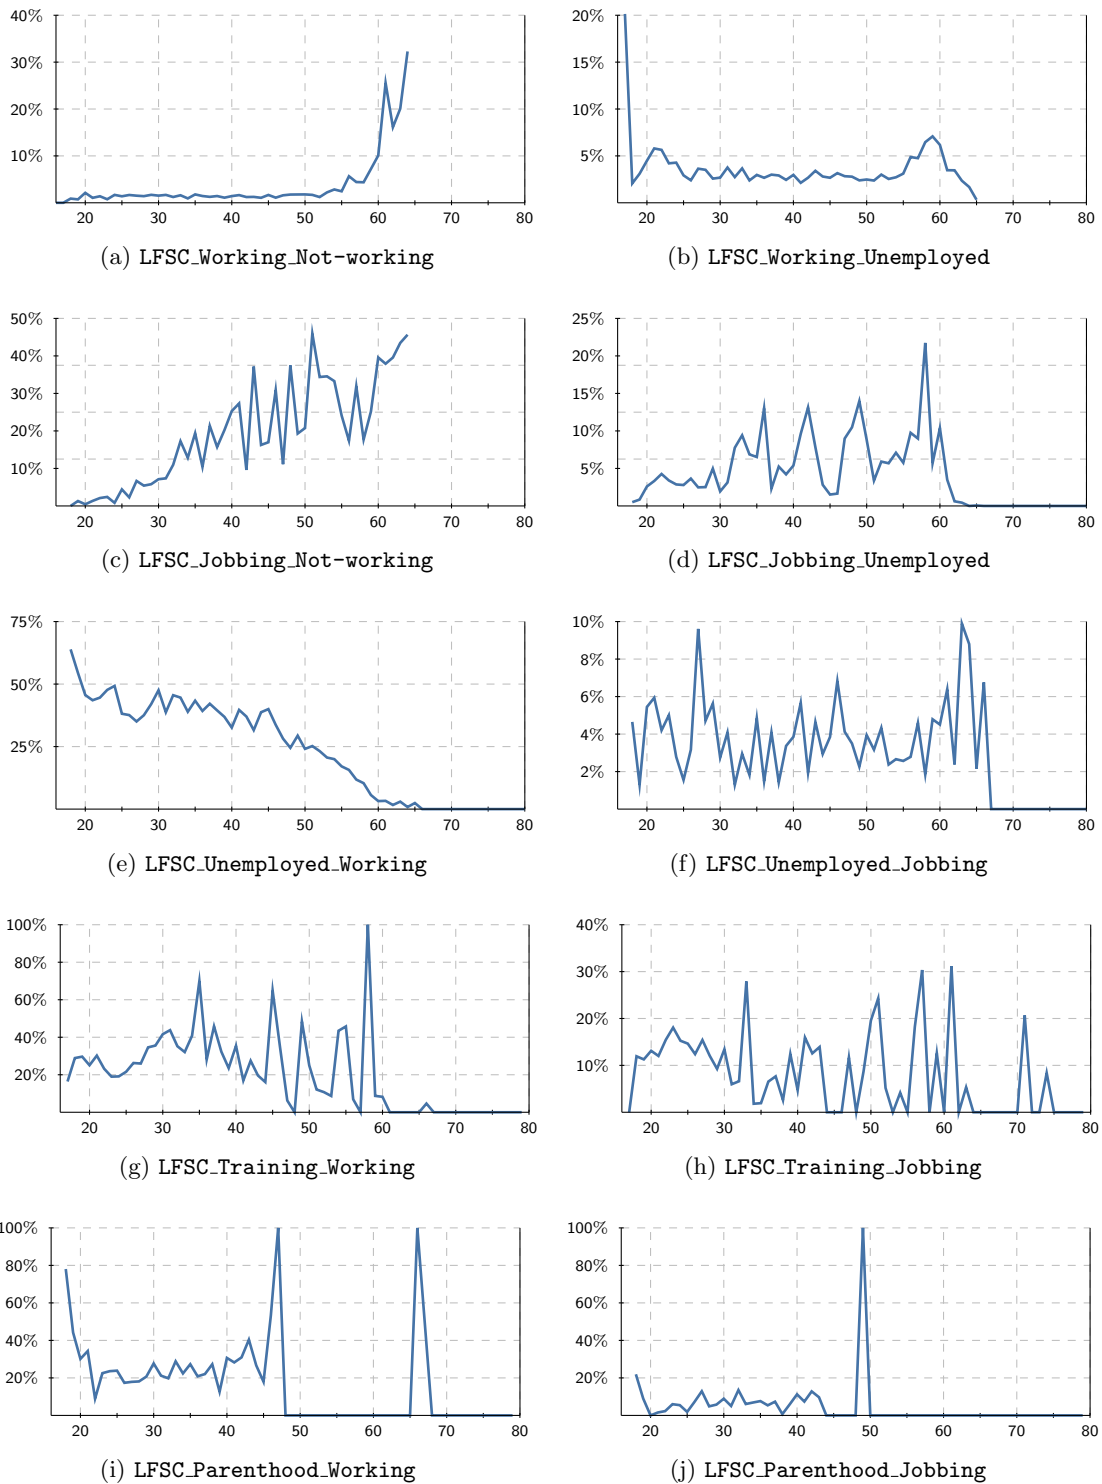 40%
30%
20%
10%
20 30 40 50 60 70 80
(a) LFSC_Working_Not-working
20%
15%
10%
5%
20 30 40 50 60 70 80
(b) LFSC_Working_Unemployed
50%
40%
30%
20%
10%
20 30 40 50 60 70 80
(c) LFSC_Jobbing_Not-working
25%
20%
15%
10%
5%
20 30 40 50 60 70 80
(d) LFSC_Jobbing_Unemployed
75%
50%
25%
20 30 40 50 60 70 80
(e) LFSC_Unemployed_Working
10%
8%
6%
4%
2%
20 30 40 50 60 70 80
(f) LFSC_Unemployed_Jobbing
100%
80%
60%
40%
20%
20 30 40 50 60 70 80
(g) LFSC_Training_Working
40%
30%
20%
10%
20 30 40 50 60 70 80
(h) LFSC_Training_Jobbing
100%
80%
60%
40%
20%
20 30 40 50 60 70 80
(i) LFSC_Parenthood_Working
100%
80%
60%
40%
20%
20 30 40 50 60 70 80
(j) LFSC_Parenthood_Jobbing